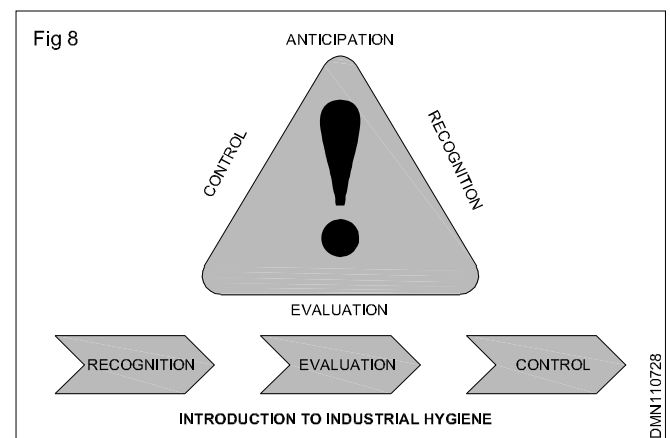 Fig 8
ANTICIPATION
CONTROL
RECOGNITION
!
EVALUATION
RECOGNITION
EVALUATION
CONTROL
INTRODUCTION TO INDUSTRIAL HYGIENE
DMN110728